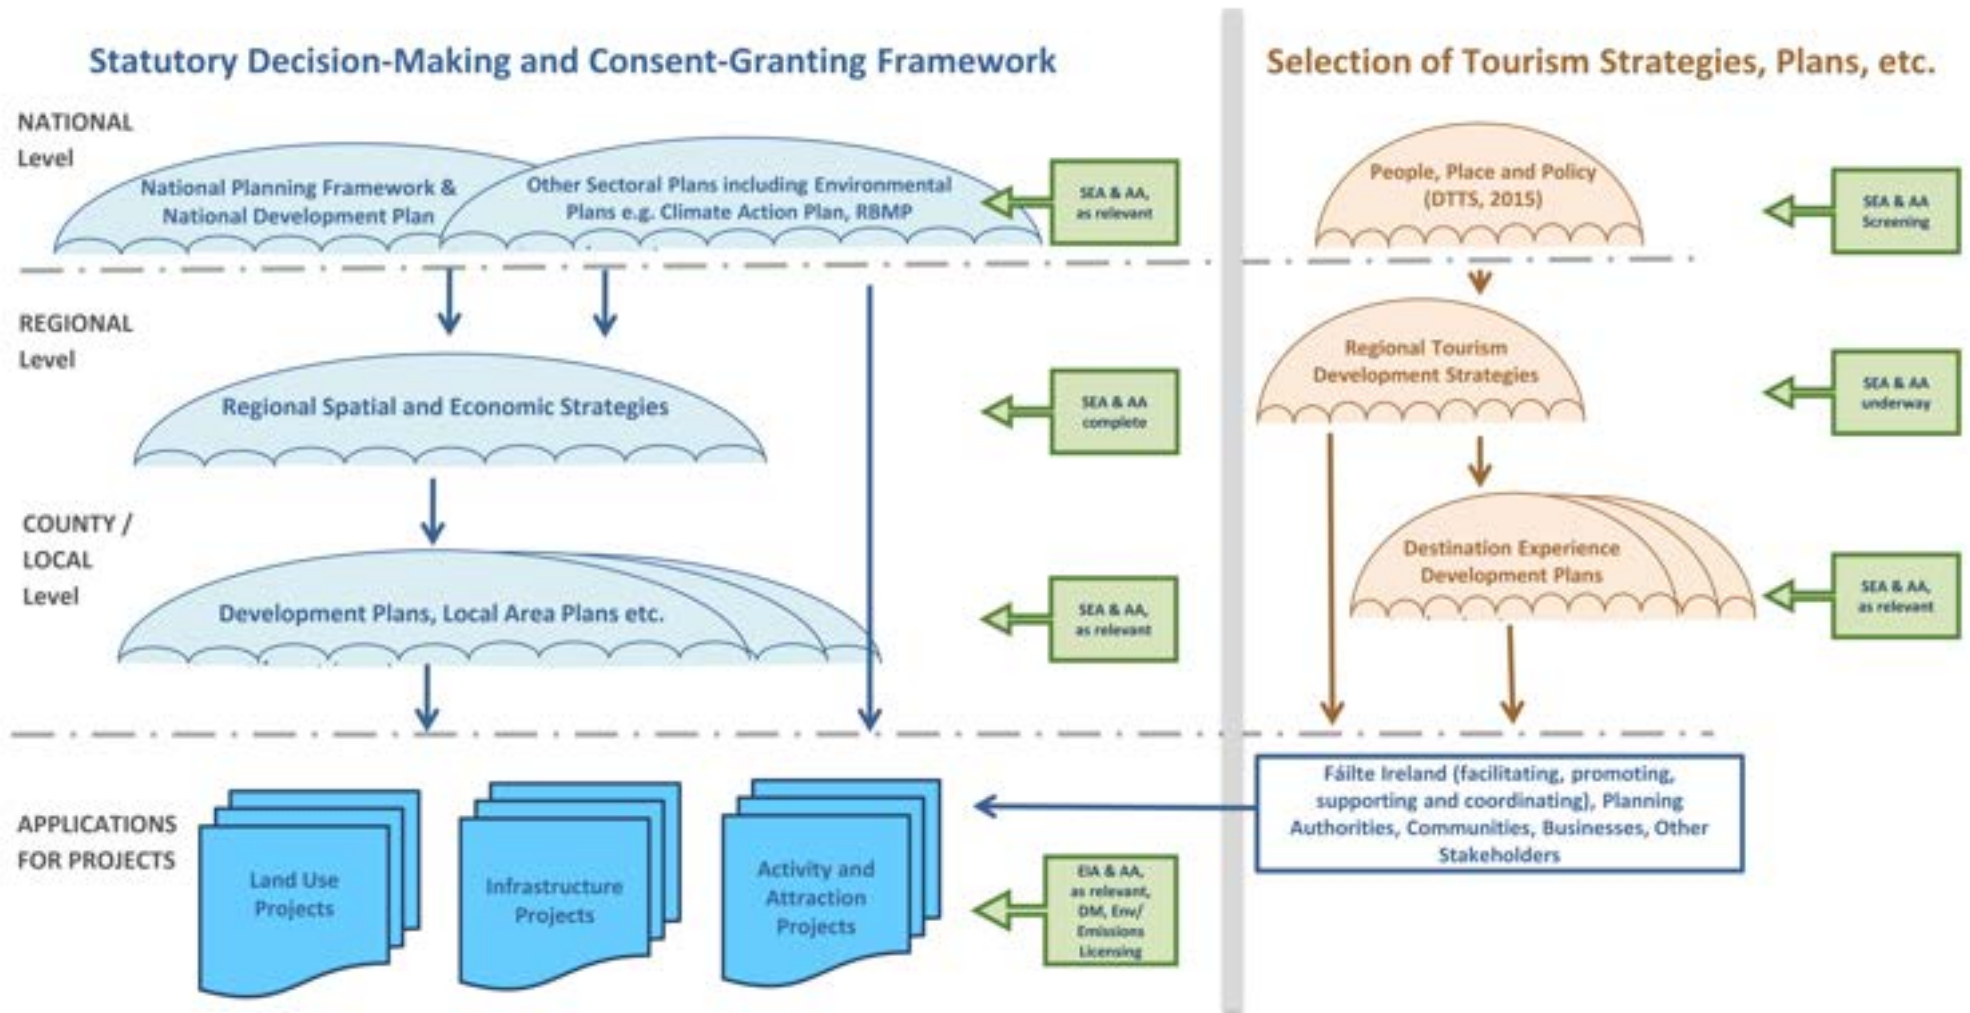 Statutory Decision-Making and Consent-Granting Framework
Selection of Tourism Strategies, Plans, etc.
NATIONAL
Level
National Planning Framework &
National Development Plan
Other Sectoral Plans including Environmental
Plans e.g. Climate Action Plan, RBMP
SEA & AA,
as relevant
People, Place and Policy
(DTTS, 2015)
SEA & AA
Screening
REGIONAL
Level
Regional Spatial and Economic Strategies
SEA & AA
complete
Regional Tourism
Development Strategies
SEA & AA
underway
COUNTY /
LOCAL
Level
Development Plans, Local Area Plans etc.
SEA & AA,
as relevant
Destination Experience
Development Plans
SEA & AA,
as relevant
APPLICATIONS
FOR PROJECTS
Land Use
Projects
Infrastructure
Projects
Activity and
Attraction
Projects
EIA & AA,
as relevant,
DM, Env/
Emissions
Licensing
Fáilte Ireland (facilitating, promoting,
supporting and coordinating), Planning
Authorities, Communities, Businesses, Other
Stakeholders